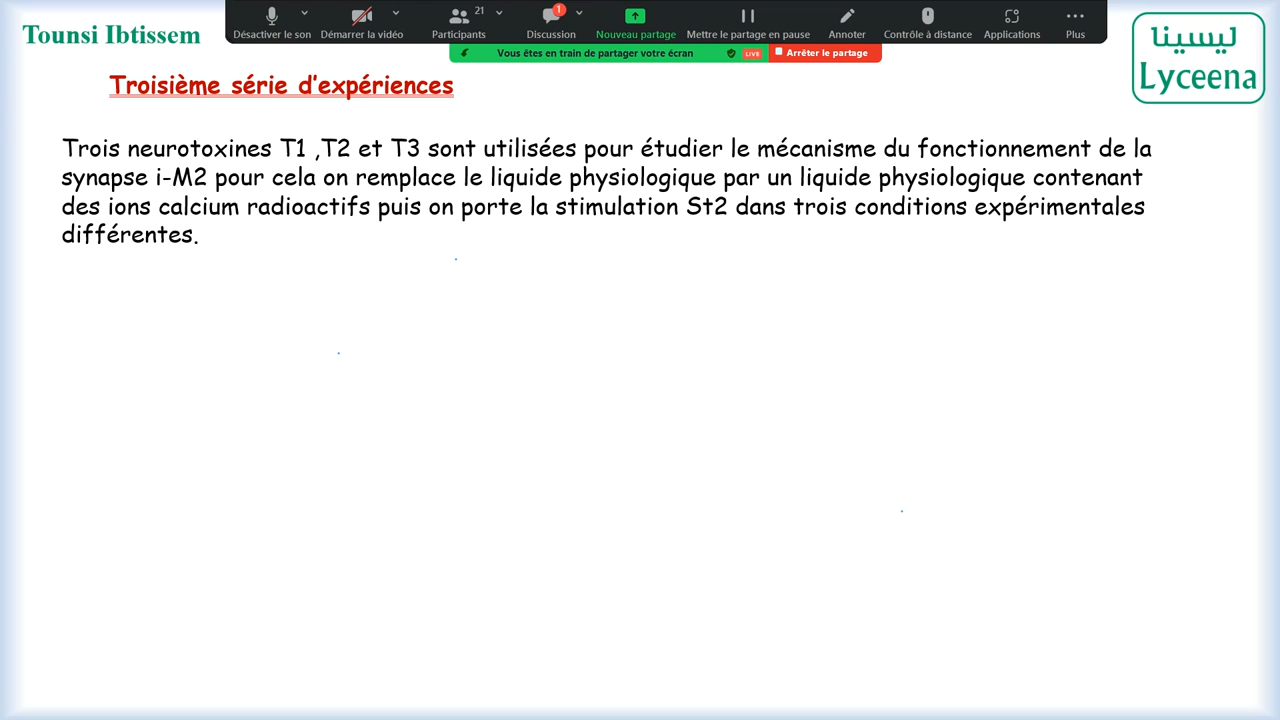 Tounsi Ibtissem
21
1
Désactiver le son
Démarrer la vidéo
Participants
Discussion
Nouveau partage
Mettre le partage en pause
Annoter
Contrôle à distance
Applications
Plus
Vous êtes en train de partager votre écran
LIVE
Arrêter le partage
ليسينا
Lyceena
Troisième série d’expériences
Trois neurotoxines T1 ,T2 et T3 sont utilisées pour étudier le mécanisme du fonctionnement de la
synapse i-M2 pour cela on remplace le liquide physiologique par un liquide physiologique contenant
des ions calcium radioactifs puis on porte la stimulation St2 dans trois conditions expérimentales
différentes.